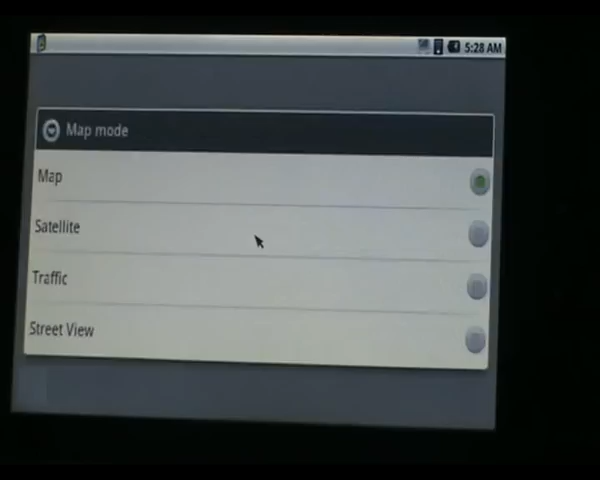 5:28 AM
Map mode
Map
Satellite
Traffic
Street View